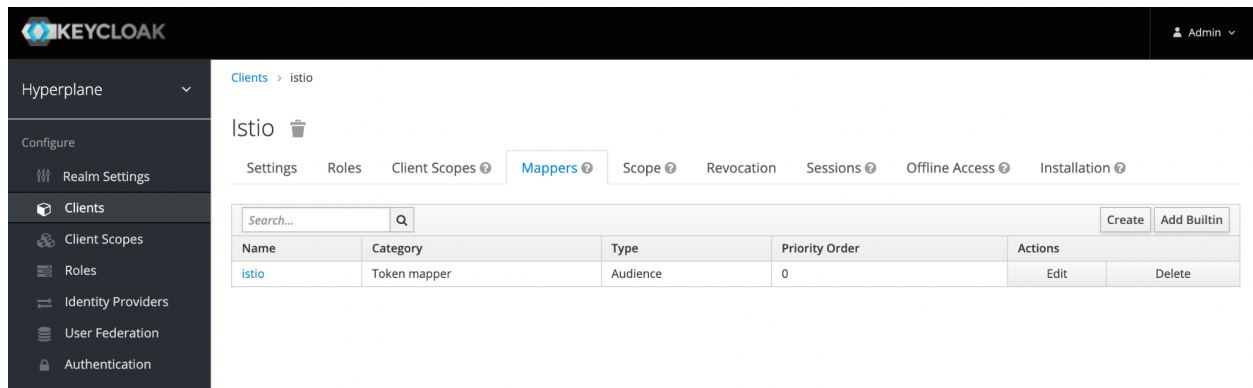 KEYCLOAK
Admin
Hyperplane
Configure
Realm Settings
Clients
Client Scopes
Roles
Identity Providers
User Federation
Authentication
Clients > istio
Istio
Settings Roles Client Scopes Mappers Scope Revocation Sessions Offline Access Installation
Search... Create Add Builtin
Name Category Type Priority Order Actions
istio Token mapper Audience 0 Edit Delete